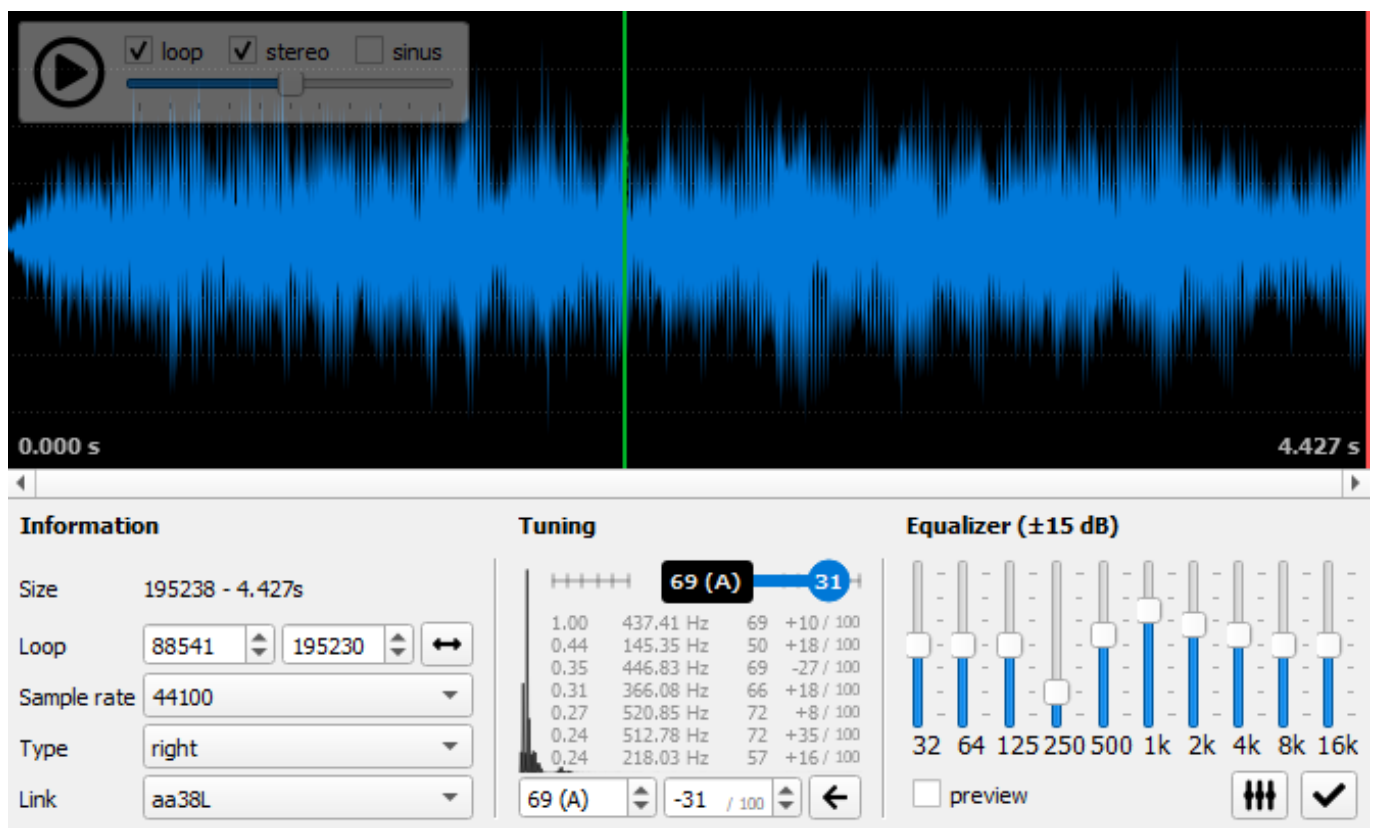 loop stereo sinus
0.000 s 4.427 s
Information
Size 195238 - 4.427s
Loop 88541 195230
Sample rate 44100
Type right
Link aa38L
Tuning
69 (A) 31
1.00 437.41 Hz 69 +10 / 100
0.44 145.35 Hz 50 +18 / 100
0.35 446.83 Hz 69 -27 / 100
0.31 366.08 Hz 66 +18 / 100
0.27 520.85 Hz 72 +8 / 100
0.24 512.78 Hz 72 +35 / 100
0.24 218.03 Hz 57 +16 / 100
69 (A) -31 / 100
Equalizer (±15 dB)
32 64 125 250 500 1k 2k 4k 8k 16k
preview